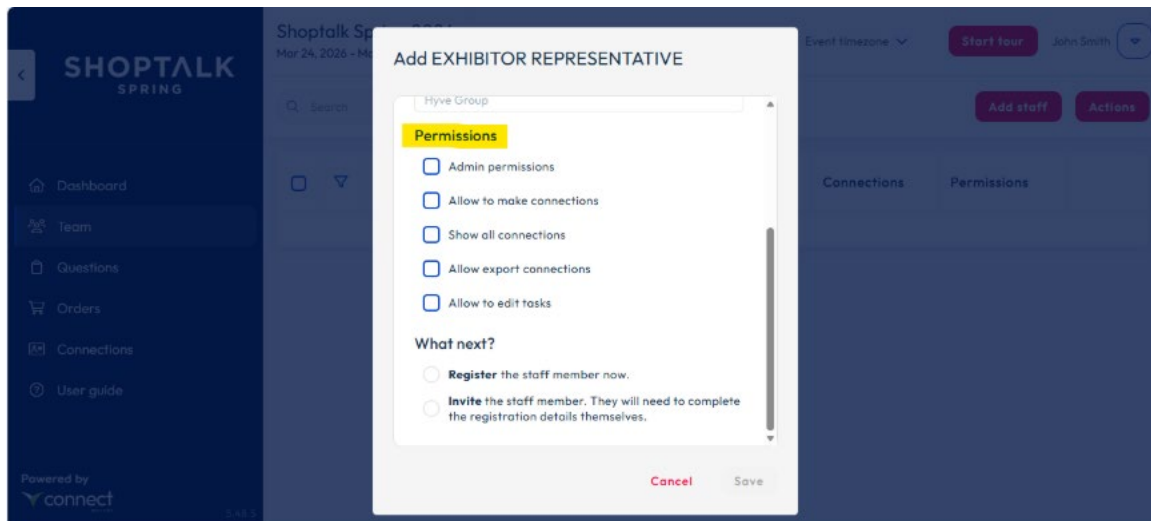 SHOPTALK
SPRING
Dashboard
Team
Questions
Orders
Connections
User guide
Powered by
connect
Shoptalk Sp
Mar 24, 2026 - Ma
Event timezone
Start tour
John Smith
Search
Add staff
Actions
Connections
Permissions
Add EXHIBITOR REPRESENTATIVE
Hyve Group
Permissions
Admin permissions
Allow to make connections
Show all connections
Allow export connections
Allow to edit tasks
What next?
Register the staff member now.
Invite the staff member. They will need to complete
the registration details themselves.
Cancel
Save